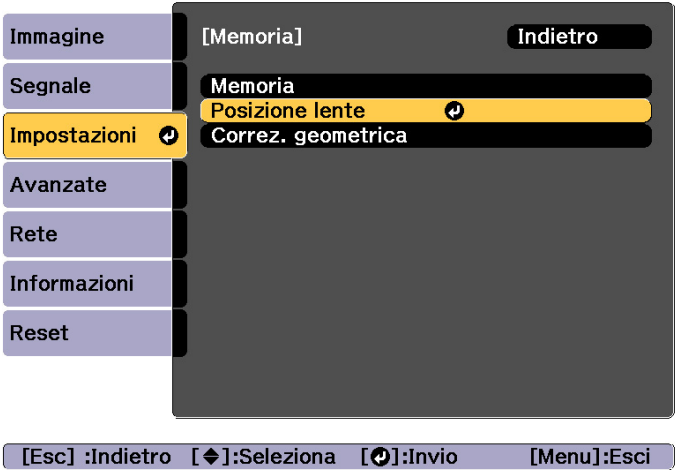 Immagine
Segnale
Impostazioni
Avanzate
Rete
Informazioni
Reset
[Memoria] Indietro
Memoria
Posizione lente
Correz. geometrica
[Esc] :Indietro [◆]:Seleziona [↵]:Invio [Menu]:Esci